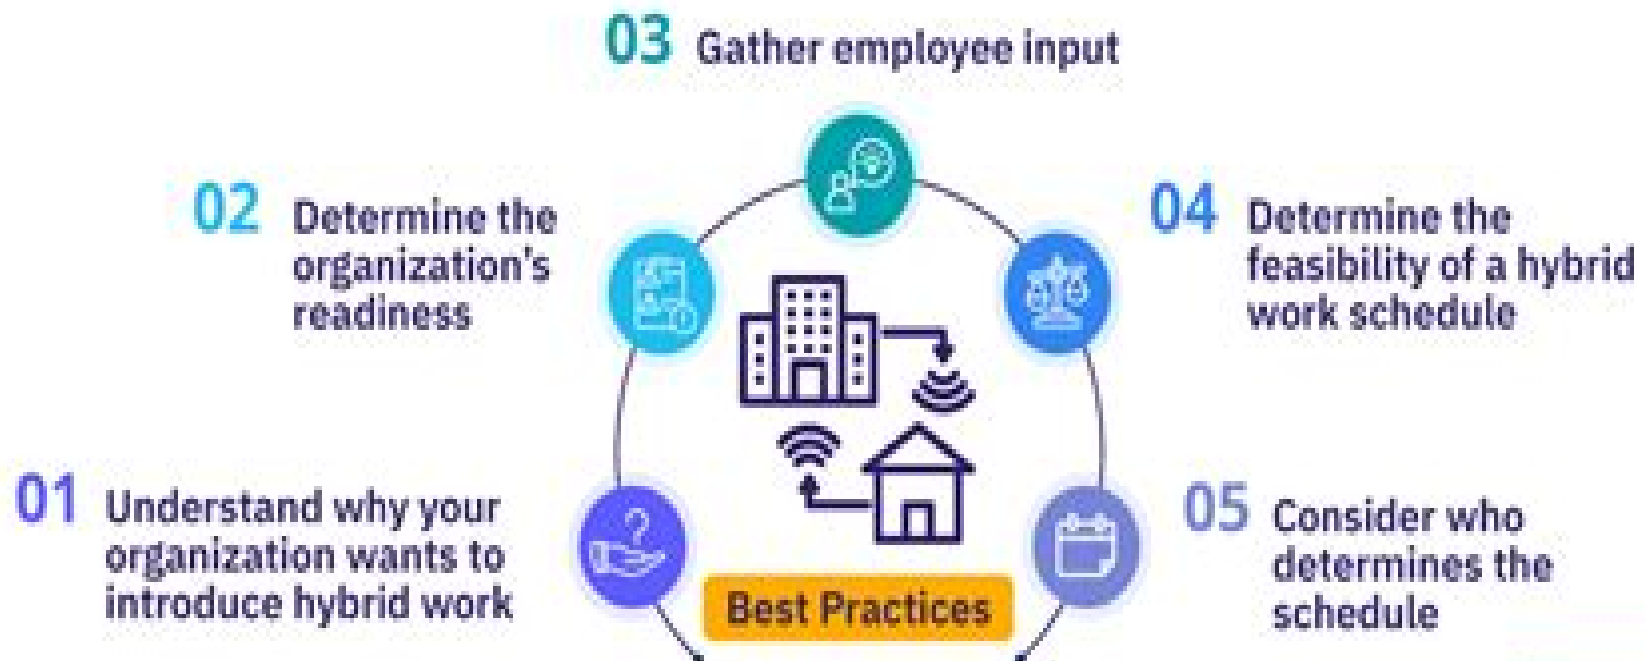 03 Gather employee input
02 Determine the
organization's
readiness
04 Determine the
feasibility of a hybrid
work schedule
01 Understand why your
organization wants to
introduce hybrid work
05 Consider who
determines the
schedule
Best Practices